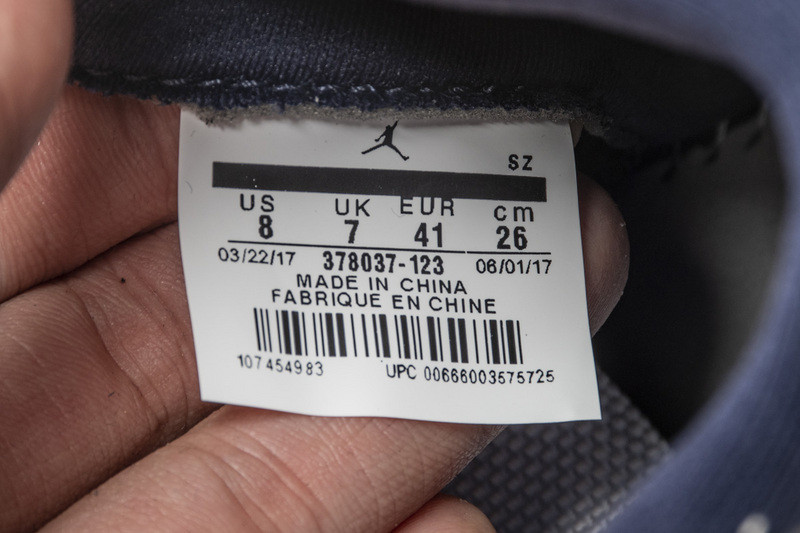 SZ
US UK EUR cm
8 7 41 26
03/22/17 378037-123 06/01/17
MADE IN CHINA
FABRIQUE EN CHINE
107454983 UPC 00666003575725